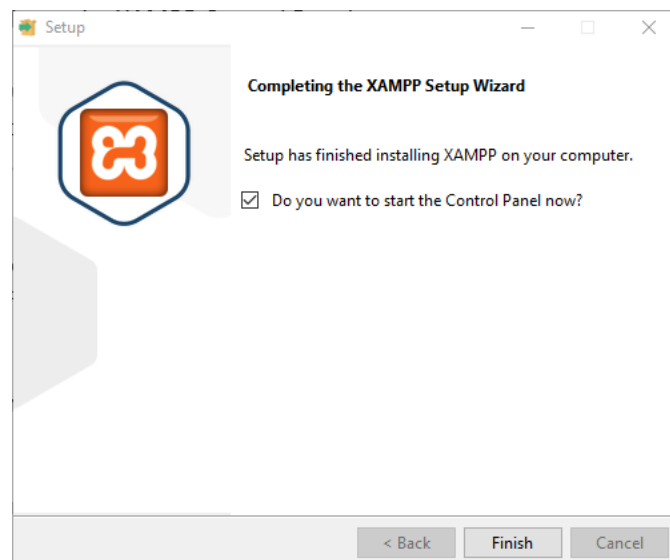 Setup
Completing the XAMPP Setup Wizard
Setup has finished installing XAMPP on your computer.
Do you want to start the Control Panel now?
< Back
Finish
Cancel